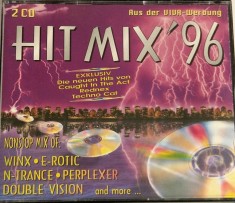 2 CD
Aus der VIVA-Werbung
HIT MIX '96
EXKLUSIV
Die neuen Hits von
Caught In The Act
Rednex
Techno Cat
NONSTOP MIX OF:
WINX • E-ROTIC
N-TRANCE • PERPLEXER
DOUBLE VISION ... and more ...